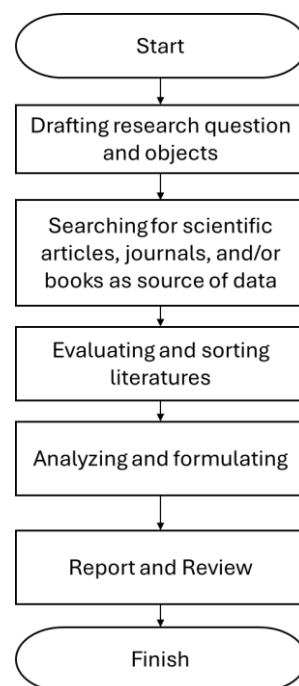 Start
Drafting research question
and objects
Searching for scientific
articles, journals, and/or
books as source of data
Evaluating and sorting
literatures
Analyzing and formulating
Report and Review
Finish